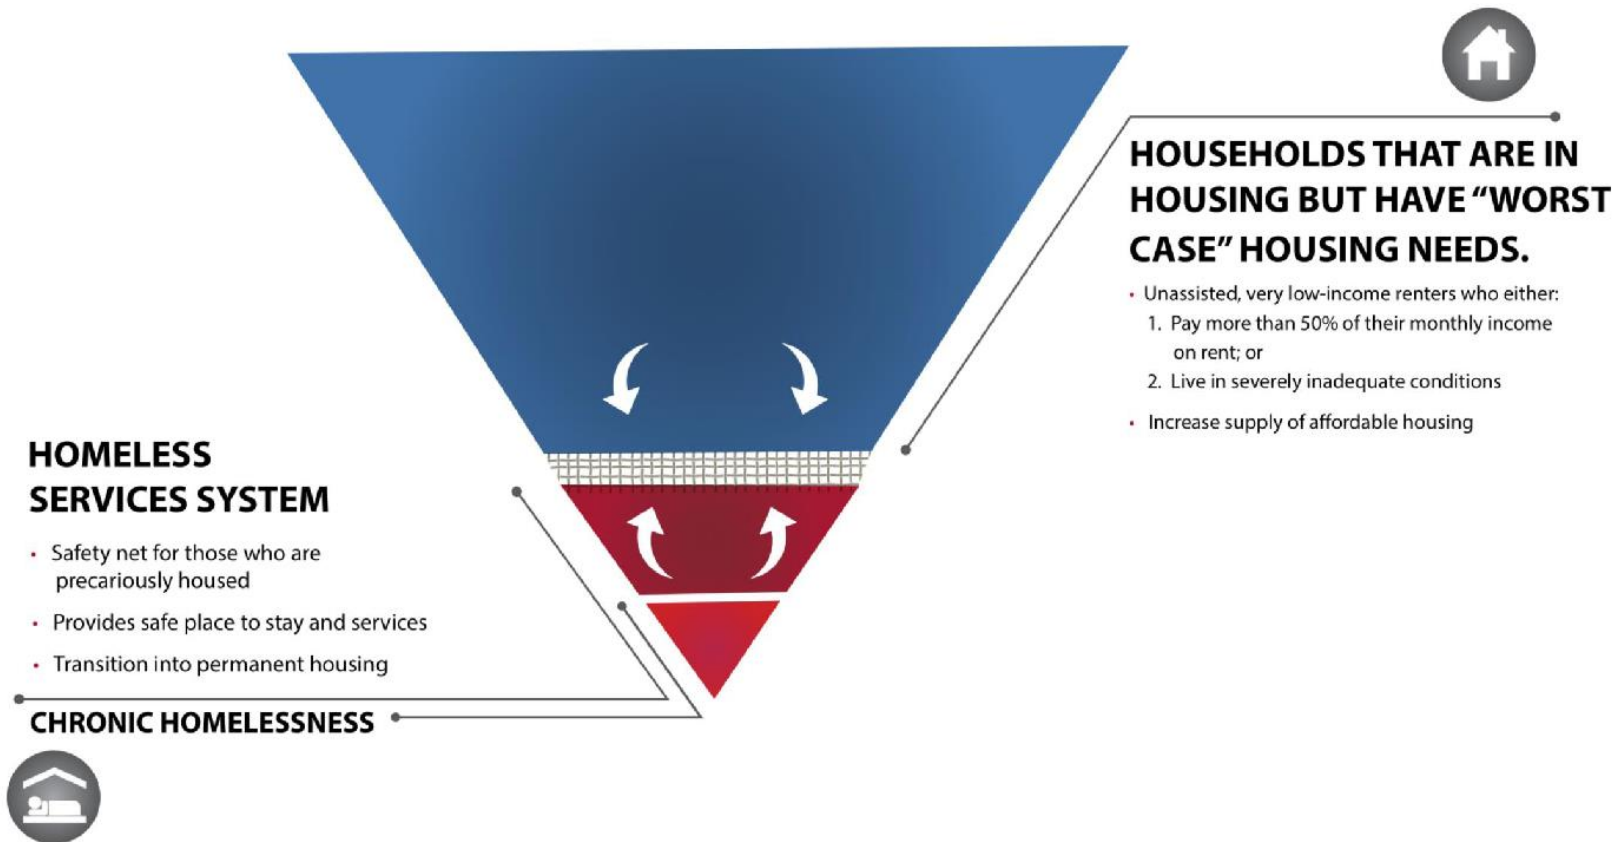 HOUSEHOLDS THAT ARE IN
HOUSING BUT HAVE “WORST
CASE” HOUSING NEEDS.
• Unassisted, very low-income renters who either:
1. Pay more than 50% of their monthly income
on rent; or
2. Live in severely inadequate conditions
• Increase supply of affordable housing
HOMELESS
SERVICES SYSTEM
• Safety net for those who are
precariously housed
• Provides safe place to stay and services
• Transition into permanent housing
CHRONIC HOMELESSNESS